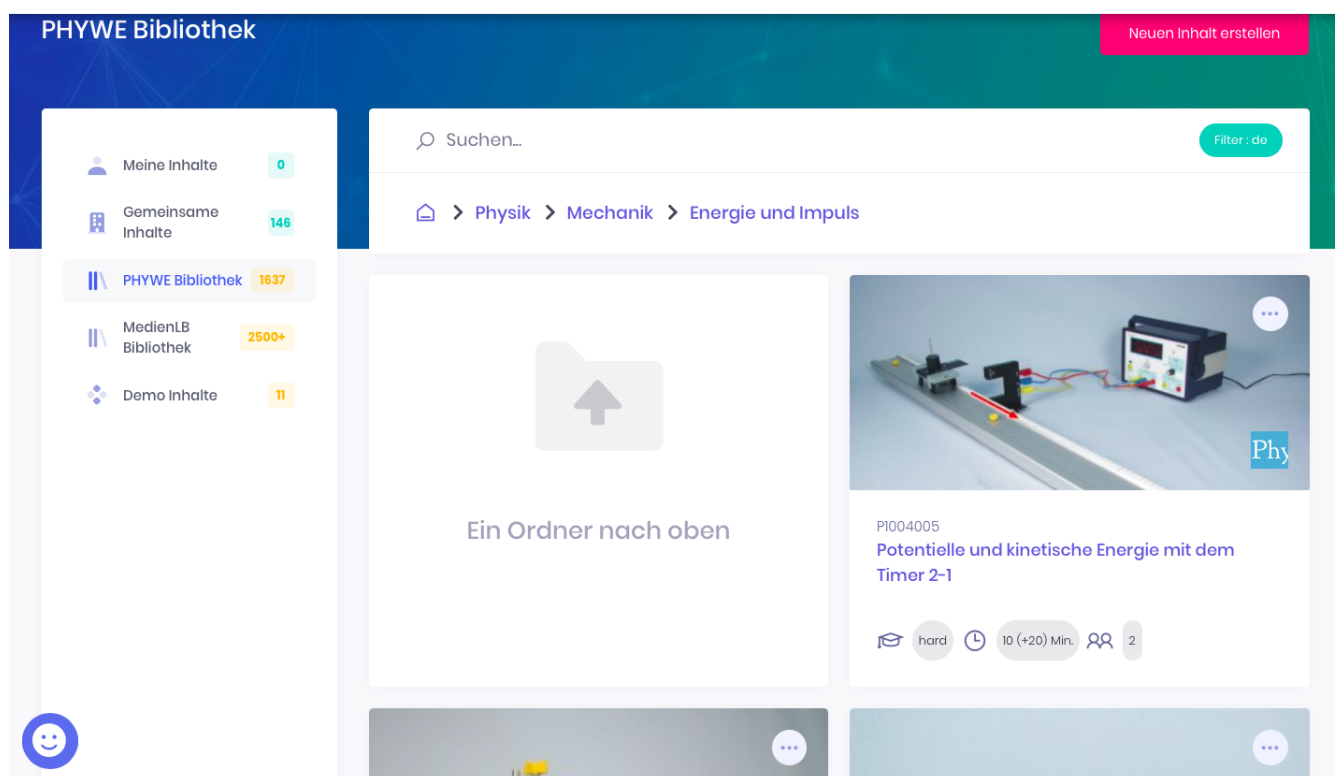 PHYWE Bibliothek
Neuen Inhalt erstellen
Meine Inhalte 0
Gemeinsame
Inhalte
146
PHYWE Bibliothek 1637
MedienLB
Bibliothek
2500+
Demo Inhalte 11
Suchen...
Filter : de
Physik > Mechanik > Energie und Impuls
Ein Ordner nach oben
Phy
P1004005
Potentielle und kinetische Energie mit dem
Timer 2-1
hard 10 (+20) Min. 2